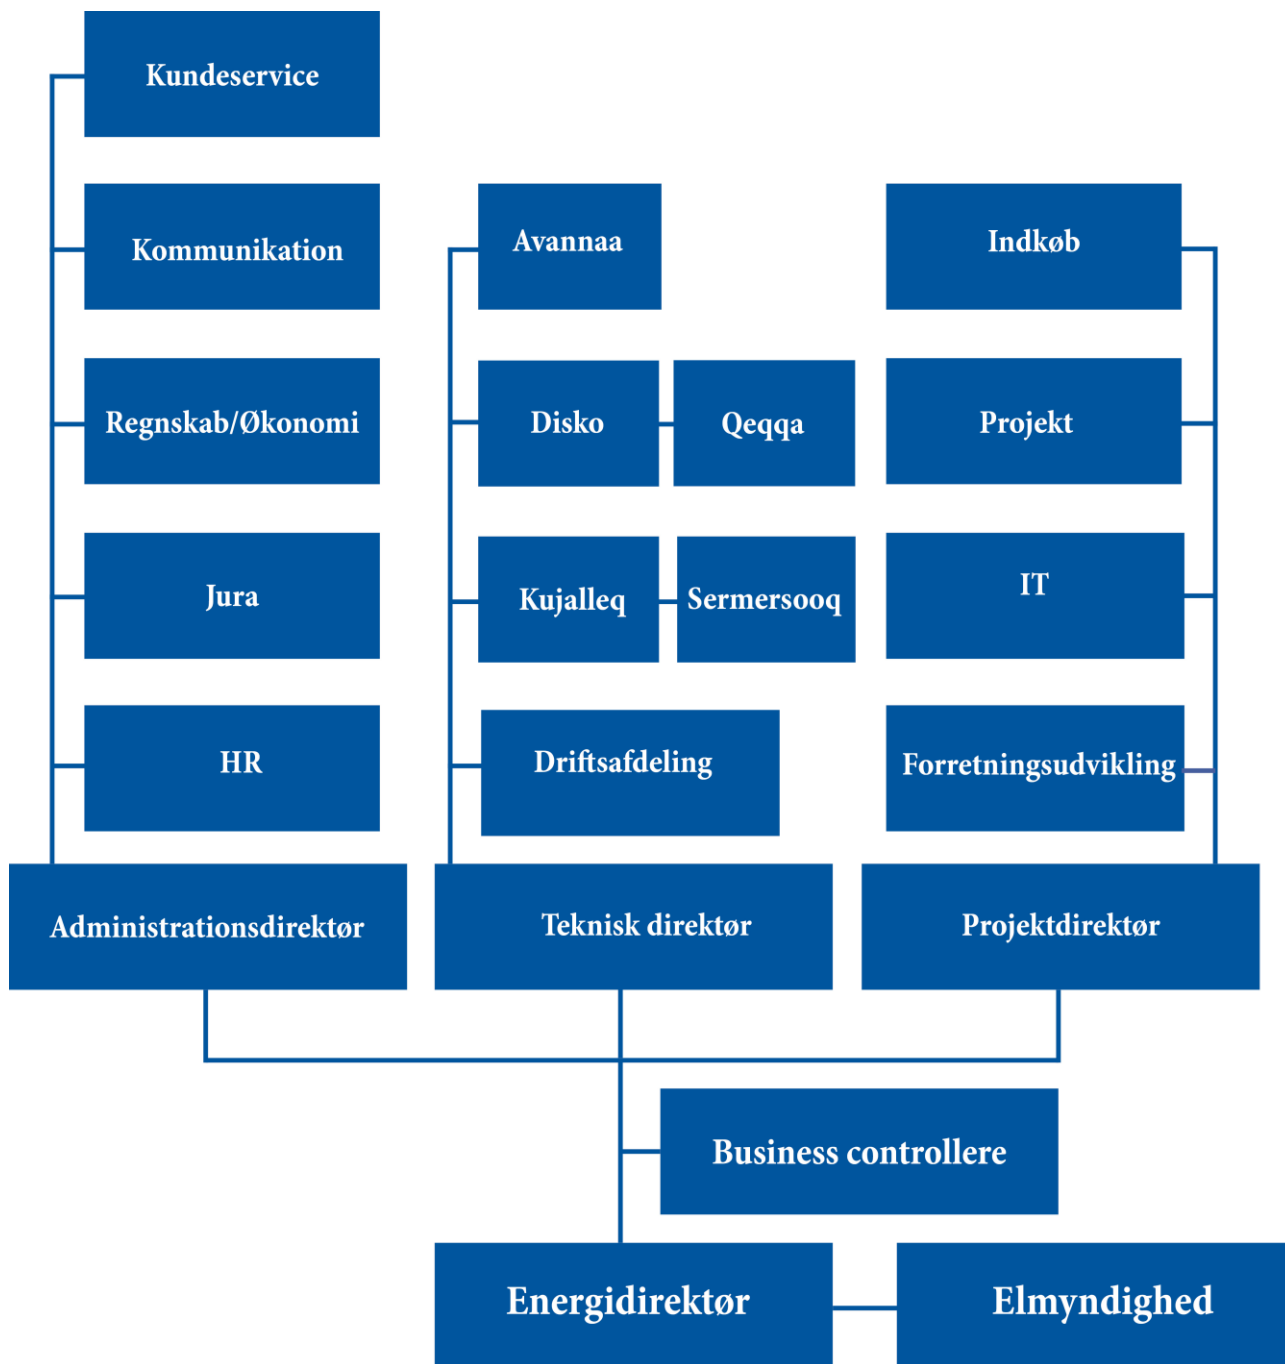 Kundeservice
Kommunikation
Avannaa
Indkøb
Regnskab/Økonomi
Disko
Qeqqa
Projekt
Jura
Kujalleq
Sermersooq
IT
HR
Driftsafdeling
Forretningsudvikling
Administrationsdirektør
Teknisk direktør
Projektdirektør
Business controllere
Energidirektør
Elmyndighed